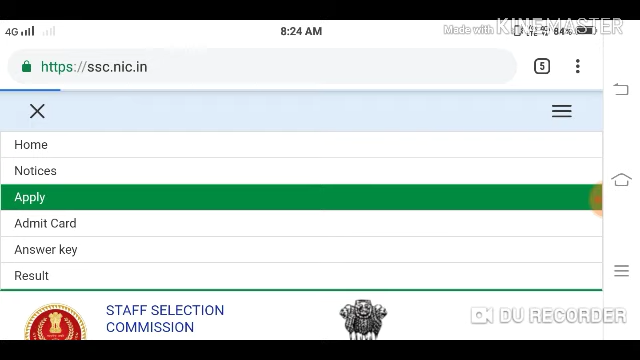 4G
8:24 AM
Made with KINEMASTER
64%
https://ssc.nic.in
5
Home
Notices
Apply
Admit Card
Answer key
Result
STAFF SELECTION
COMMISSION
DU RECORDER